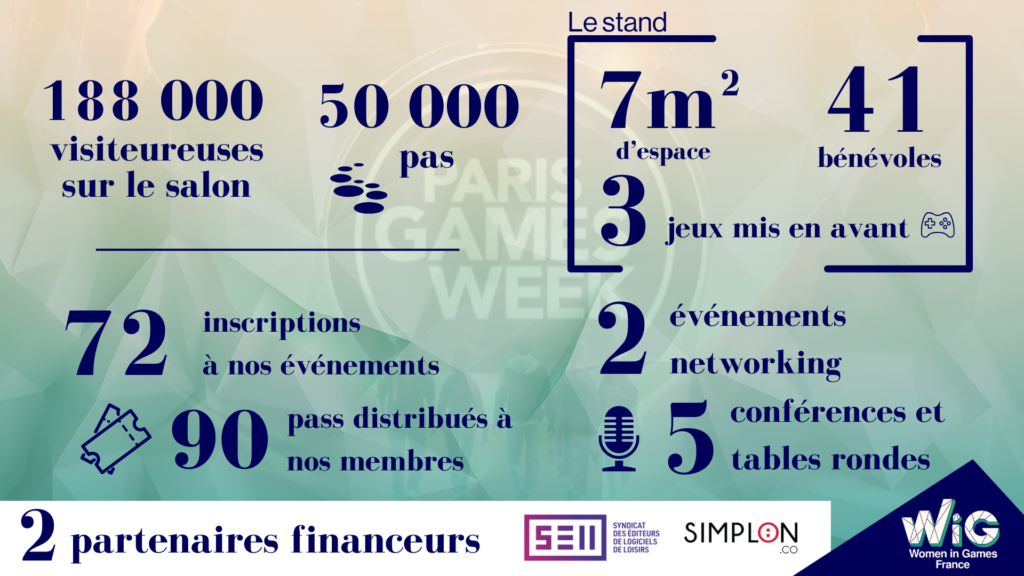 188 000
visiteureuses
sur le salon
50 000
pas
Le stand
7m²
d'espace
41
bénévoles
3 jeux mis en avant
PARIS
GAMES
WEEK
72 inscriptions
à nos événements
2 événements
networking
90 pass distribués à
nos membres
5 conférences et
tables rondes
2 partenaires financeurs
SELL
SYNDICAT
DES ÉDITEURS
DE LOGICIELS
DE LOISIRS
SIMPLON
.CO
WiG
Women in Games
France